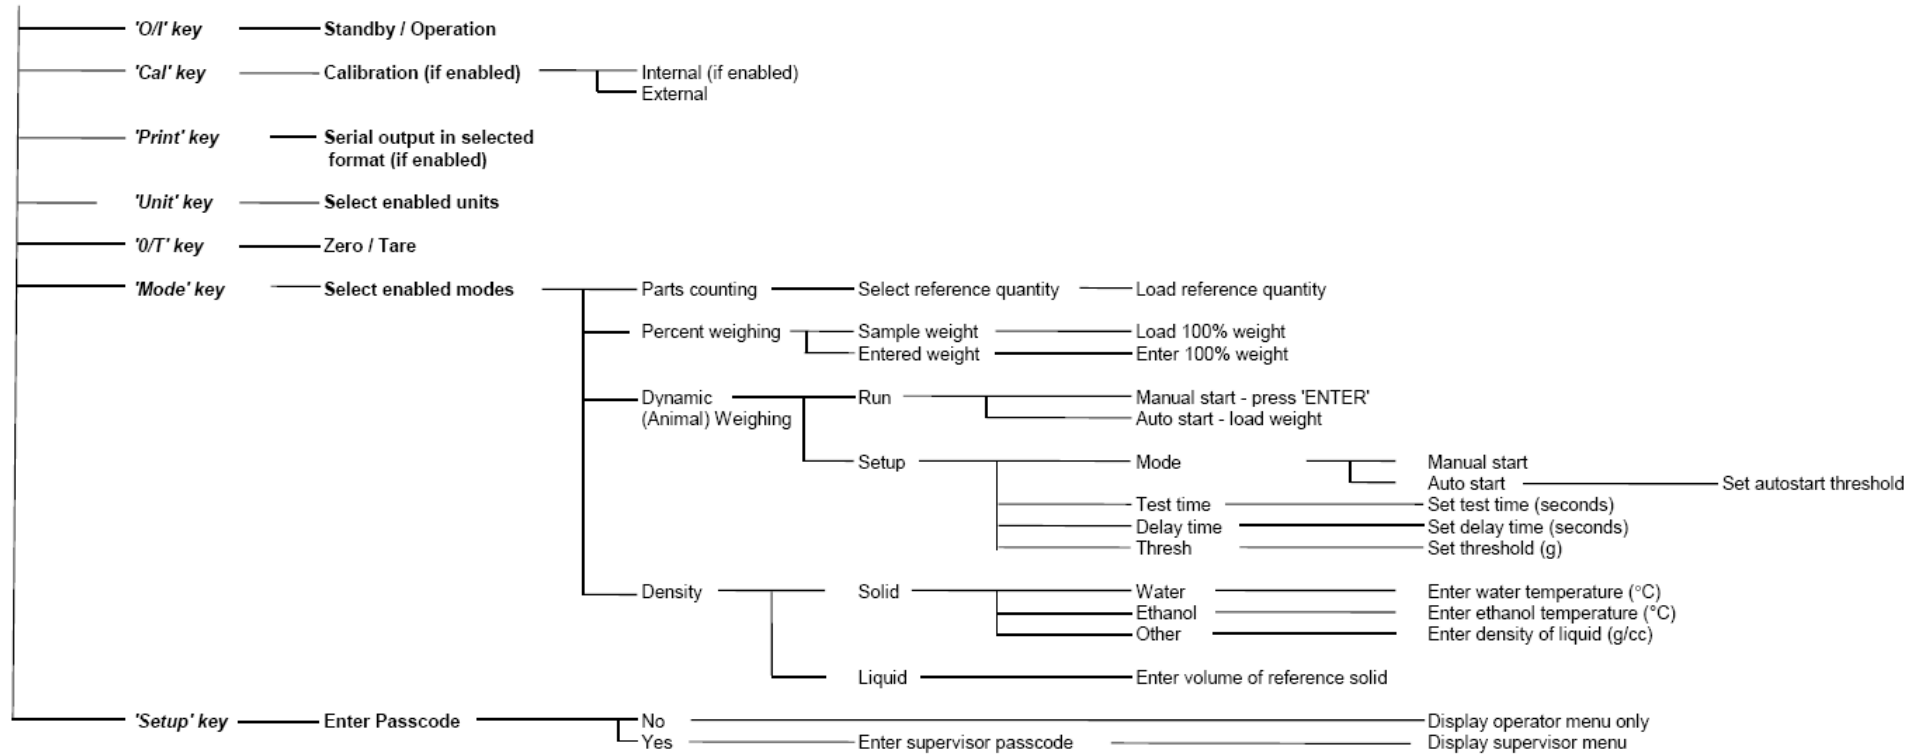 'O/I' key Standby / Operation
'Cal' key Calibration (if enabled) Internal (if enabled)
External
'Print' key Serial output in selected
format (if enabled)
'Unit' key Select enabled units
'0/T' key Zero / Tare
'Mode' key Select enabled modes Parts counting Select reference quantity Load reference quantity
Percent weighing Sample weight Load 100% weight
Entered weight Enter 100% weight
Dynamic Run Manual start - press 'ENTER'
(Animal) Weighing Auto start - load weight
Setup Mode Manual start
Auto start Set autostart threshold
Test time Set test time (seconds)
Delay time Set delay time (seconds)
Thresh Set threshold (g)
Density Solid Water Enter water temperature (°C)
Ethanol Enter ethanol temperature (°C)
Other Enter density of liquid (g/cc)
Liquid Enter volume of reference solid
'Setup' key Enter Passcode No Display operator menu only
Yes Enter supervisor passcode Display supervisor menu